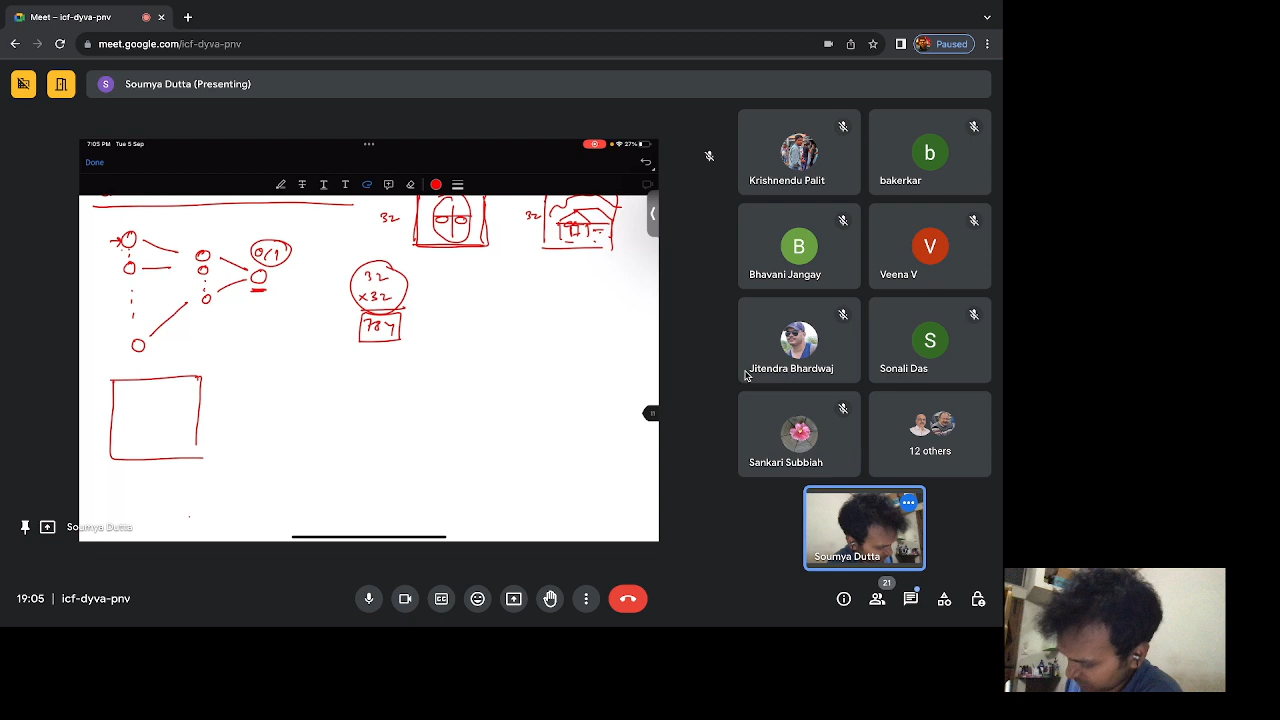 Meet – icf-dyva-pnv
meet.google.com/icf-dyva-pnv
Paused
S
Soumya Dutta (Presenting)
7:05 PM Tue 5 Sep
27%
Done
32
32
0/1
32
×32
784
11
Soumya Dutta
Krishnendu Palit
b
bakerkar
B
Bhavani Jangay
V
Veena V
Jitendra Bhardwaj
S
Sonali Das
Sankari Subbiah
12 others
Soumya Dutta
19:05
icf-dyva-pnv
21